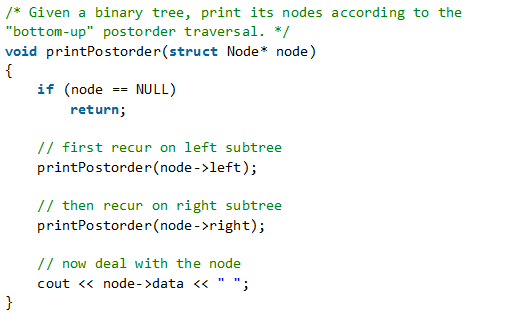 /* Given a binary tree, print its nodes according to the
"bottom-up" postorder traversal. */
void printPostorder(struct Node* node)
{
    if (node == NULL)
        return;
    // first recur on left subtree
    printPostorder(node->left);
    // then recur on right subtree
    printPostorder(node->right);
    // now deal with the node
    cout << node->data << " ";
}